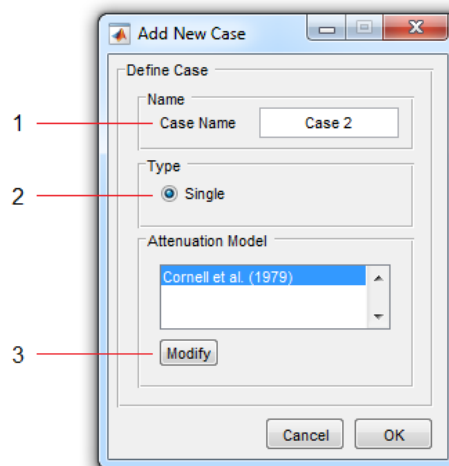 Add New Case
Define Case
Name
1 Case Name Case 2
Type
2 Single
Attenuation Model
Cornell et al. (1979)
3 Modify
Cancel OK